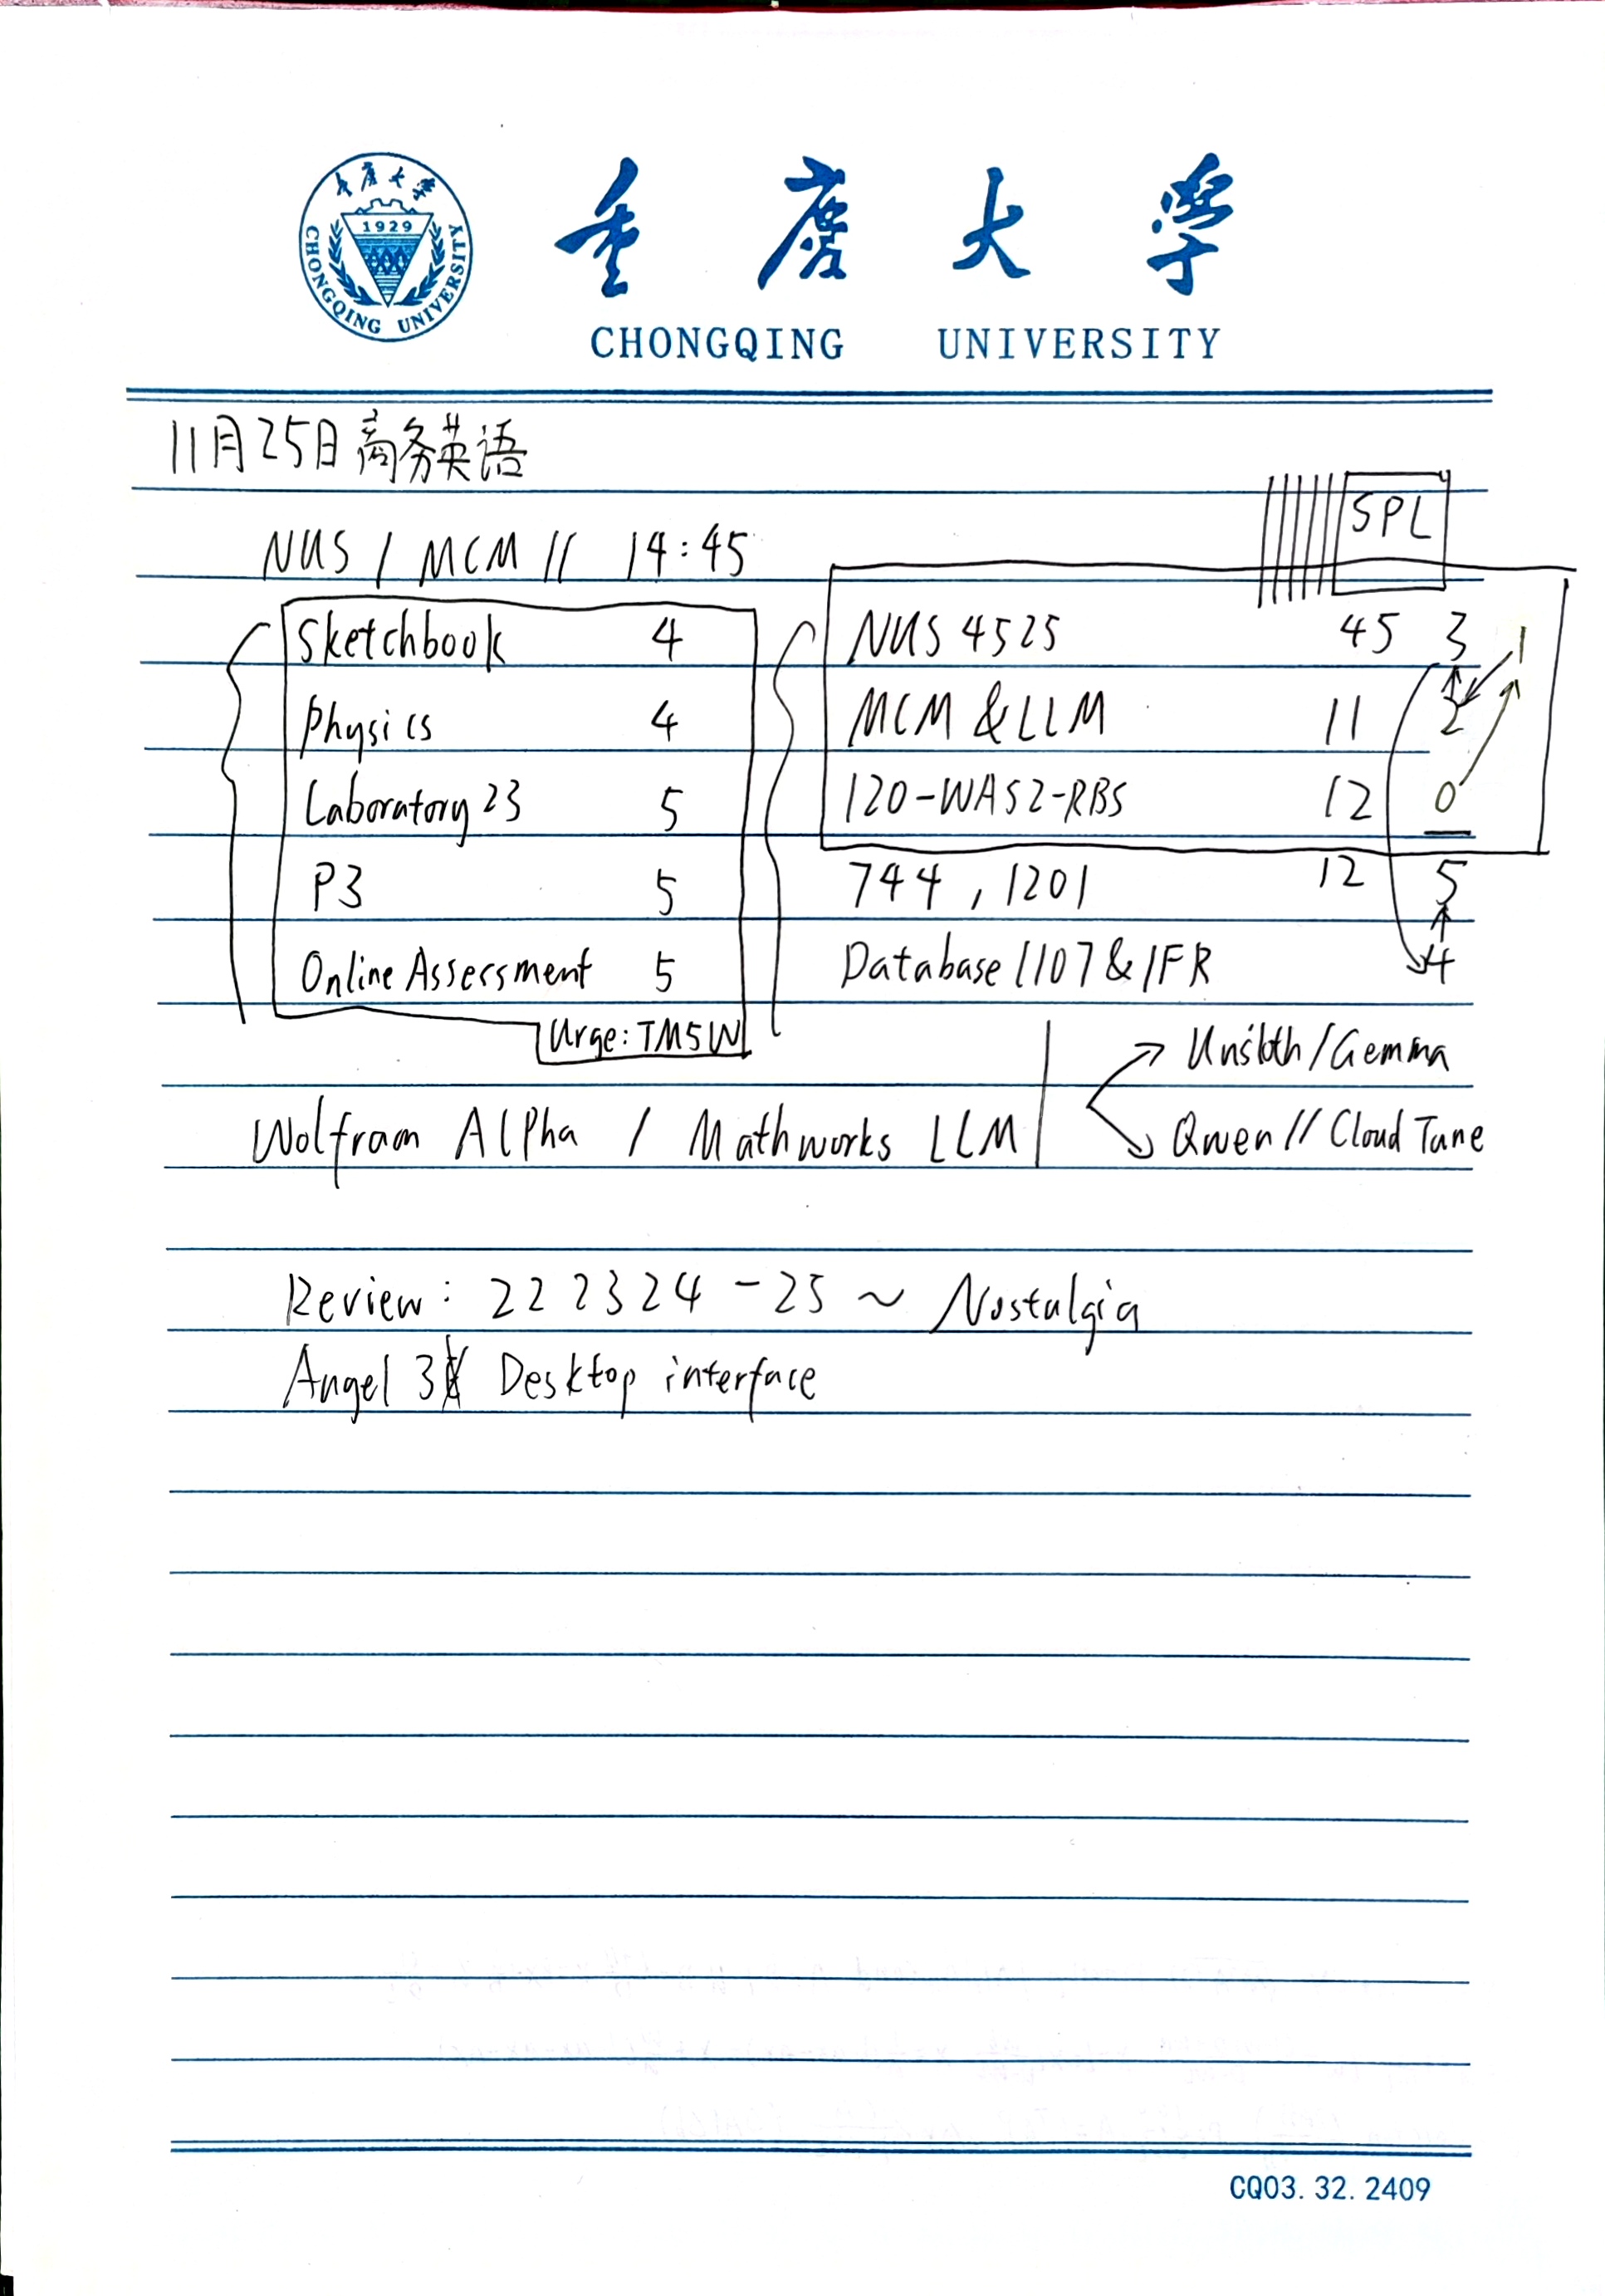 重庆大学
1929
CHONGQING UNIVERSITY
重庆大学
CHONGQING UNIVERSITY
11月25日商务英语
SPL
NUS / MCM // 14:45
Sketchbook 4
Physics 4
Laboratory 23 5
P3 5
Online Assessment 5
Urge: TM5W
NUS 4525 45 3 1
MCM & LLM 11 2
120-WAS2-RBS 12 0
744, 1201 12 5
Database 1107 & IFR 4
Wolfram Alpha / Mathworks LLM
Unsloth/Gemma
Qwen // Cloud Tune
Review: 22 23 24 - 25 ~ Nostalgia
Angel 3 Desktop interface
CQ03.32.2409